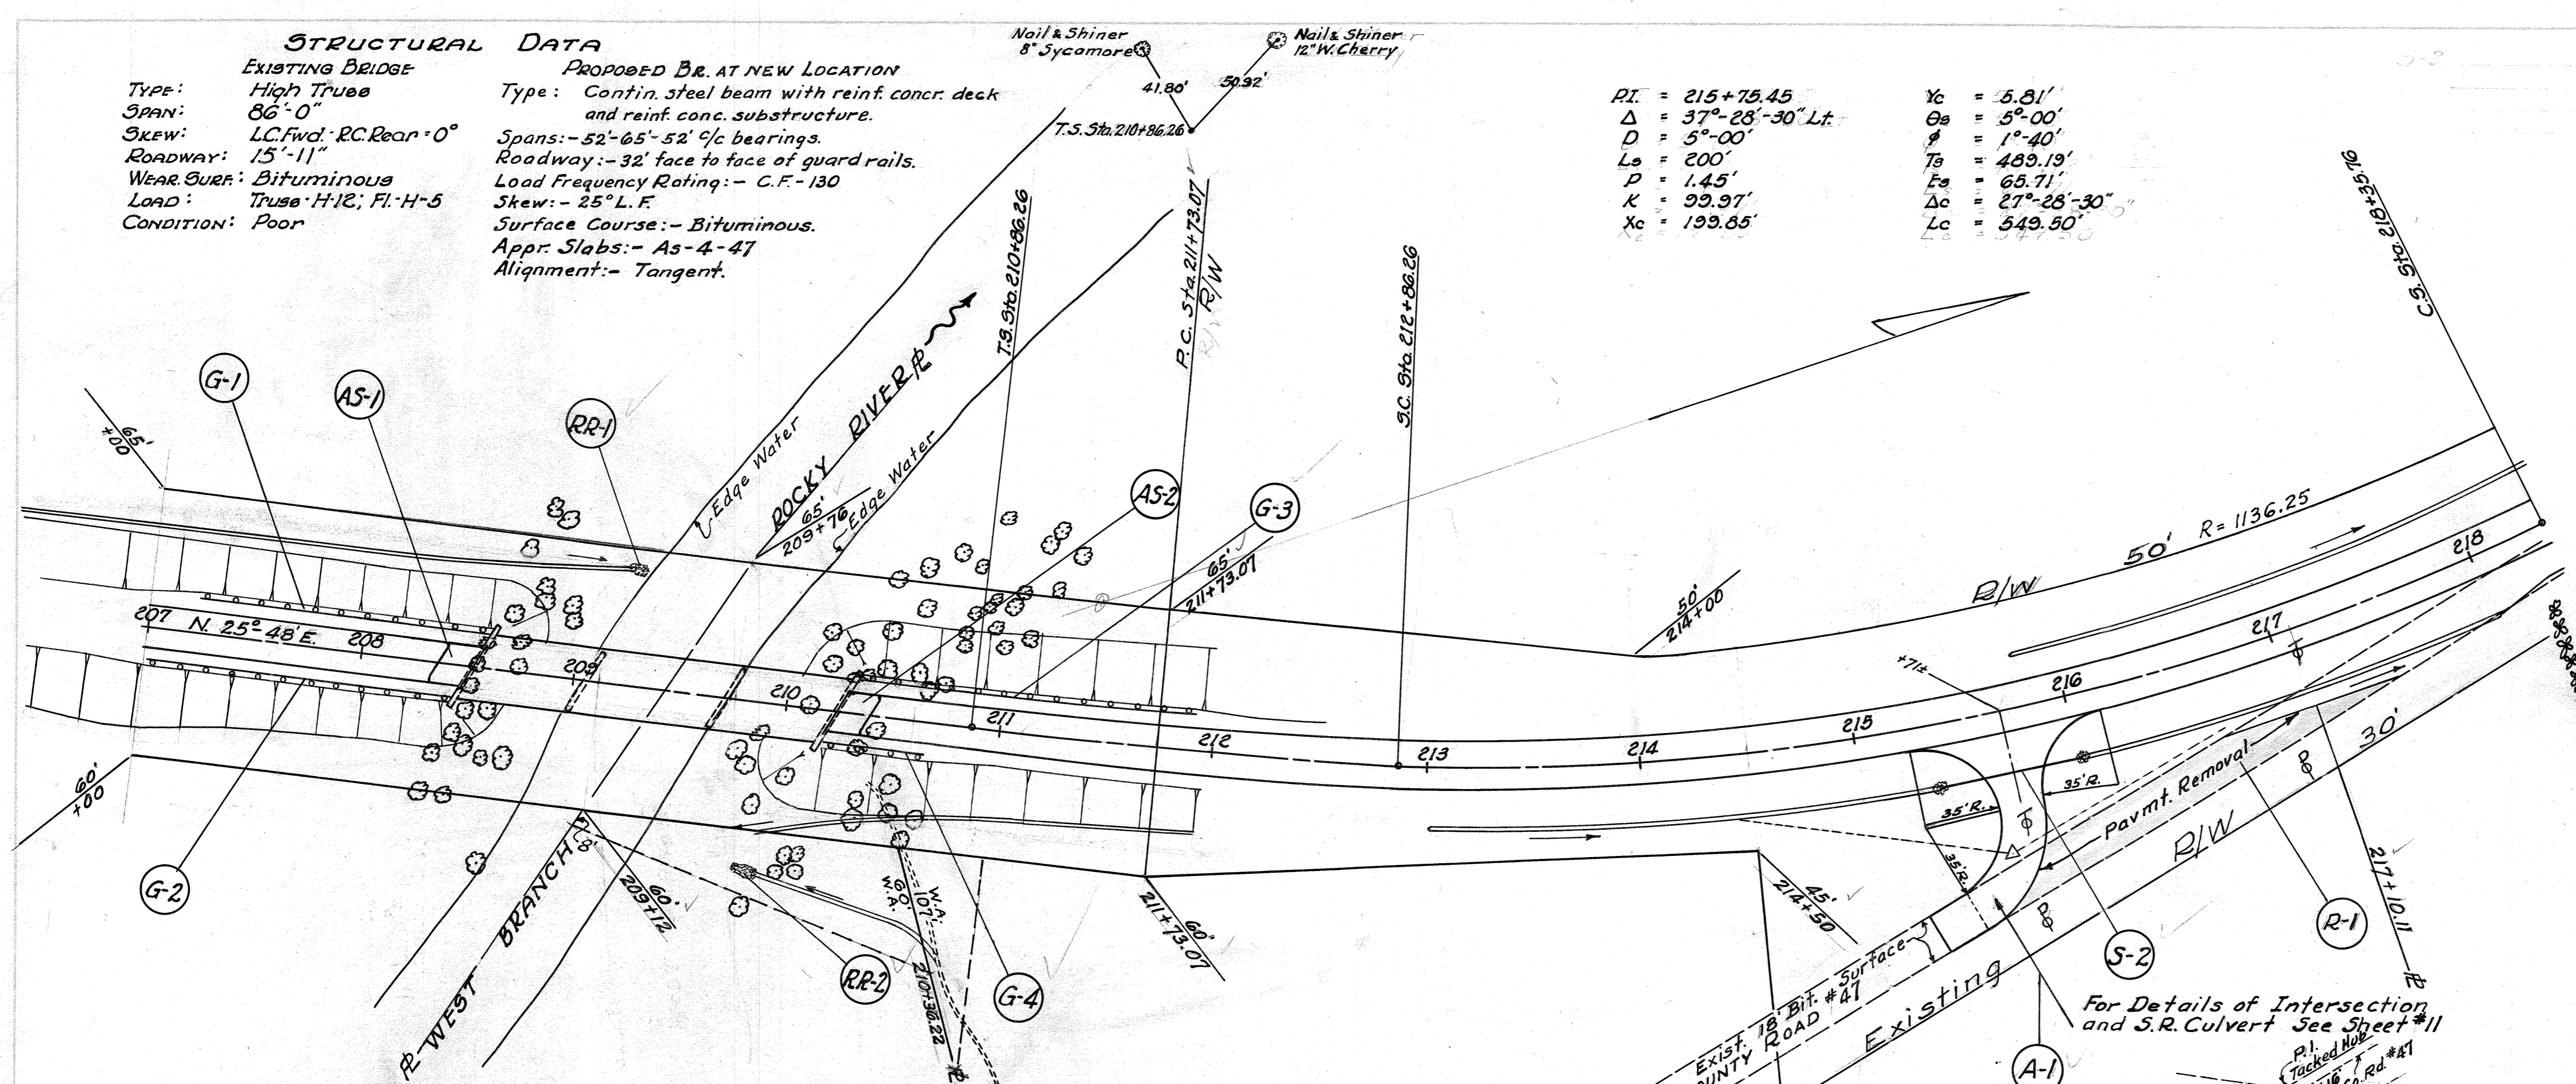 STRUCTURAL DATA
EXISTING BRIDGE
TYPE: High Truss
SPAN: 86'-0"
SKEW: L.C.Fwd.-R.C.Rear=0°
ROADWAY: 15'-11"
WEAR.SURF.: Bituminous
LOAD: Truss-H-12; Fl.-H-5
CONDITION: Poor
PROPOSED BR. AT NEW LOCATION
Type: Contin. steel beam with reinf. concr. deck
and reinf. conc. substructure.
Spans:- 52'-65'-52' c/c bearings.
Roadway:- 32' face to face of guard rails.
Load Frequency Rating:- C.F.-130
Skew:- 25° L.F.
Surface Course:- Bituminous.
Appr. Slabs:- As-4-47
Alignment:- Tangent.
Nail & Shiner
8" Sycamore
Nail & Shiner
12" W. Cherry
41.80'
50.92'
T.S. Sta. 210+86.26
P.I. = 215+75.45
Δ = 37°-28'-30" Lt.
D = 5°-00'
Ls = 200'
P = 1.45'
K = 99.97'
Xc = 199.85'
Yc = 5.81'
Θs = 5°-00'
ϕ = 1°-40'
Ts = 489.19'
Es = 65.71'
Δc = 27°-28'-30"
Lc = 549.50'
S-2
T.S. Sta. 210+86.26
P.C. Sta. 211+73.07
R/W
S.C. Sta. 212+86.26
C.S. Sta. 218+35.76
G-1
AS-1
RR-1
65'
+00
Edge Water
ROCKY RIVER ℄
65'
209+76
Edge Water
AS-2
G-3
65'
211+73.07
50'
214+00
R/W
50' R=1136.25
207
N. 25°-48' E.
208
209
210
211
212
213
214
215
216
217
218
+71±
60'
+00
G-2
℄ WEST BRANCH
60'
209+12
RR-2
W.A.
107'
60'
W.A.
210+36.22
G-4
60'
211+73.07
45'
214+50
35'R.
35'R.
35'R.
Pavmt. Removal
30'
R/W
217+10.11
R-1
S-2
A-1
Exist. 18' Bit. Surface
UNTY ROAD #47
Existing
For Details of Intersection
and S.R. Culvert See Sheet #11
P.I.
Tacked Hub
Rd. #47